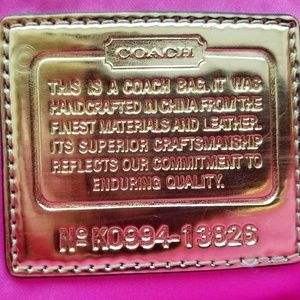 COACH
THIS IS A COACH BAG. IT WAS
HANDCRAFTED IN CHINA FROM THE
FINEST MATERIALS AND LEATHER.
ITS SUPERIOR CRAFTSMANSHIP
REFLECTS OUR COMMITMENT TO
ENDURING QUALITY.
Nº K0994-13826